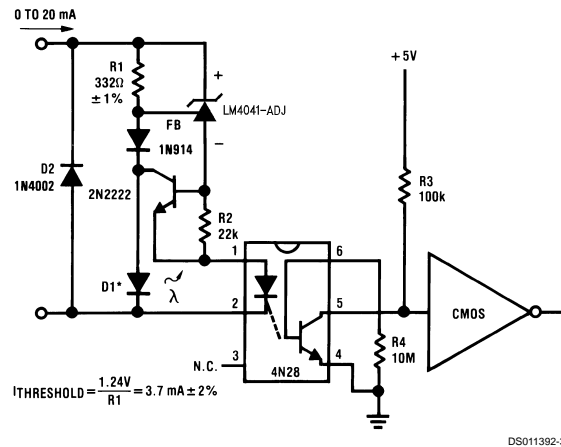 0 TO 20 mA
R1
332Ω
±1%
+
LM4041-ADJ
FB
−
1N914
+5V
D2
1N4002
2N2222
R2
22k
R3
100k
1
6
D1*
λ
2
5
CMOS
R4
10M
N.C.
3
4
4N28
ITHRESHOLD = 1.24V / R1 = 3.7 mA ± 2%